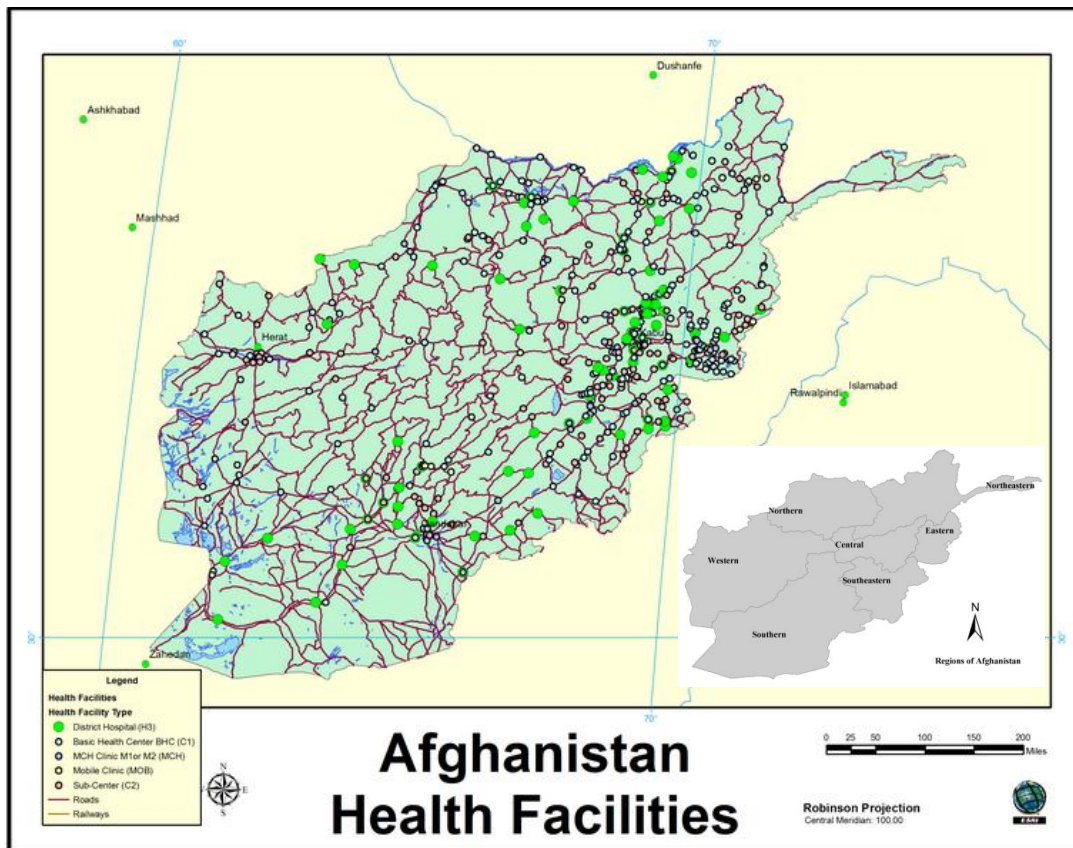 60°
70°
Dushanfe
Ashkhabad
Mashhad
Herat
Islamabad
Rawalpindi
Zahedan
30°
30°
70°
Northeastern
Northern
Eastern
Central
Western
Southeastern
Southern
N
Regions of Afghanistan
Legend
Health Facilities
Health Facility Type
District Hospital (H3)
Basic Health Center BHC (C1)
MCH Clinic M1or M2 (MCH)
Mobile Clinic (MOB)
Sub-Center (C2)
Roads
Railways
N
E
S
Afghanistan
Health Facilities
0 25 50 100 150 200
Miles
Robinson Projection
Central Meridian: 100.00
ESRI